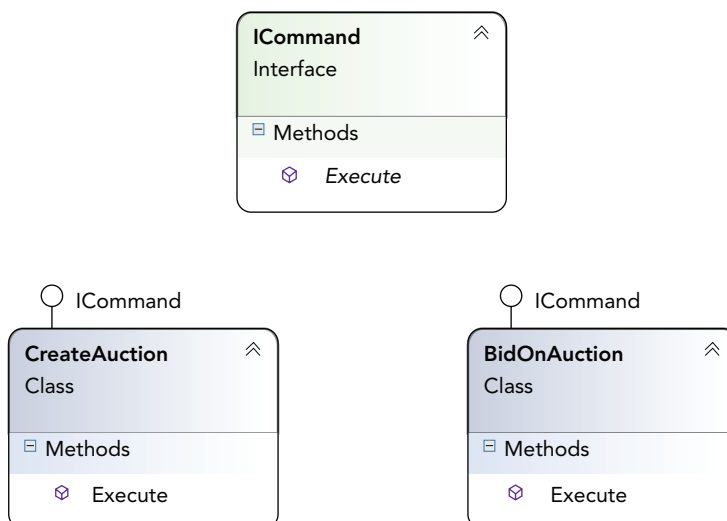 ICommand
Interface
Methods
Execute
ICommand
CreateAuction
Class
Methods
Execute
ICommand
BidOnAuction
Class
Methods
Execute